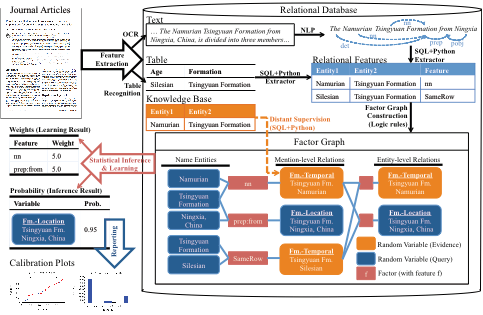 Journal Articles
Relational Database
Text
OCR
... The Namurian Tsingyuan Formation from
Ningxia, China, is divided into three members...
NLP
The Namurian Tsingyuan Formation from Ningxia
nn
nn
det
prep
pobj
Feature
Extraction
Table
Recognition
Table
Age Formation
Silesian Tsingyuan Formation
SQL+Python
Extractor
SQL+Python
Extractor
Relational Features
Entity1 Entity2 Feature
Namurian Tsingyuan Formation nn
Silesian Tsingyuan Formation SameRow
Knowledge Base
Entity1 Entity2
Namurian Tsingyuan Formation
Distant Supervision
(SQL+Python)
Factor Graph
Construction
(Logic rules)
Weights (Learning Result)
Feature Weight
nn 5.0
prep:from 5.0
Statistical Inference
& Learning
Probability (Inference Result)
Variable Prob.
Fm.-Location
Tsingyuan Fm.
Ningxia, China
0.95
Reporting
Calibration Plots
Factor Graph
Name Entities
Mention-level Relations
Entity-level Relations
Namurian
Tsingyuan
Formation
Ningxia,
China
Tsingyuan
Formation
Silesian
nn
prep:from
SameRow
Fm.-Temporal
Tsingyuan Fm.
Namurian
Fm.-Location
Tsingyuan Fm.
Ningxia, China
Fm.-Temporal
Tsingyuan Fm.
Silesian
Fm.-Temporal
Tsingyuan Fm.
Namurian
Fm.-Location
Tsingyuan Fm.
Ningxia, China
Random Variable (Evidence)
Random Variable (Query)
f Factor (with feature f)